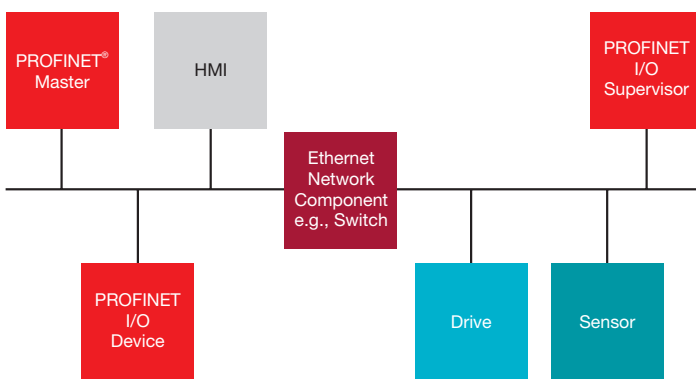 PROFINET®
Master
HMI
PROFINET
I/O
Supervisor
Ethernet
Network
Component
e.g., Switch
PROFINET
I/O
Device
Drive
Sensor